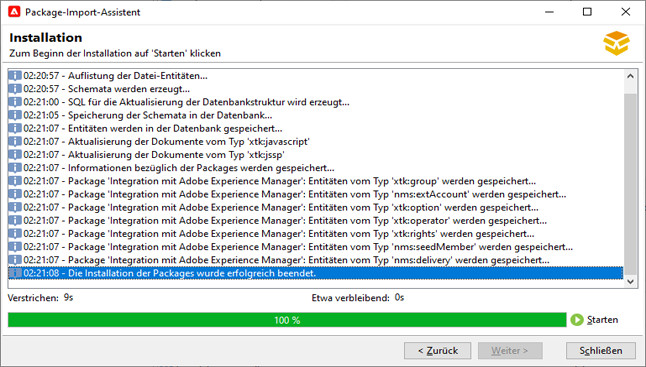 Package-Import-Assistent
Installation
Zum Beginn der Installation auf 'Starten' klicken
02:20:57 - Auflistung der Datei-Entitäten...
02:20:57 - Schemata werden erzeugt...
02:21:00 - SQL für die Aktualisierung der Datenbankstruktur wird erzeugt...
02:21:05 - Speicherung der Schemata in der Datenbank...
02:21:07 - Entitäten werden in der Datenbank gespeichert...
02:21:07 - Aktualisierung der Dokumente vom Typ 'xtk:javascript'
02:21:07 - Aktualisierung der Dokumente vom Typ 'xtk:jssp'
02:21:07 - Informationen bezüglich der Packages werden gespeichert...
02:21:07 - Package 'Integration mit Adobe Experience Manager': Entitäten vom Typ 'xtk:group' werden gespeichert...
02:21:07 - Package 'Integration mit Adobe Experience Manager': Entitäten vom Typ 'nms:extAccount' werden gespeichert...
02:21:07 - Package 'Integration mit Adobe Experience Manager': Entitäten vom Typ 'xtk:option' werden gespeichert...
02:21:07 - Package 'Integration mit Adobe Experience Manager': Entitäten vom Typ 'xtk:operator' werden gespeichert...
02:21:07 - Package 'Integration mit Adobe Experience Manager': Entitäten vom Typ 'xtk:rights' werden gespeichert...
02:21:07 - Package 'Integration mit Adobe Experience Manager': Entitäten vom Typ 'nms:seedMember' werden gespeichert...
02:21:07 - Package 'Integration mit Adobe Experience Manager': Entitäten vom Typ 'nms:delivery' werden gespeichert...
02:21:08 - Die Installation der Packages wurde erfolgreich beendet.
Verstrichen: 9s Etwa verbleibend: 0s
100 % Starten
< Zurück Weiter > Schließen